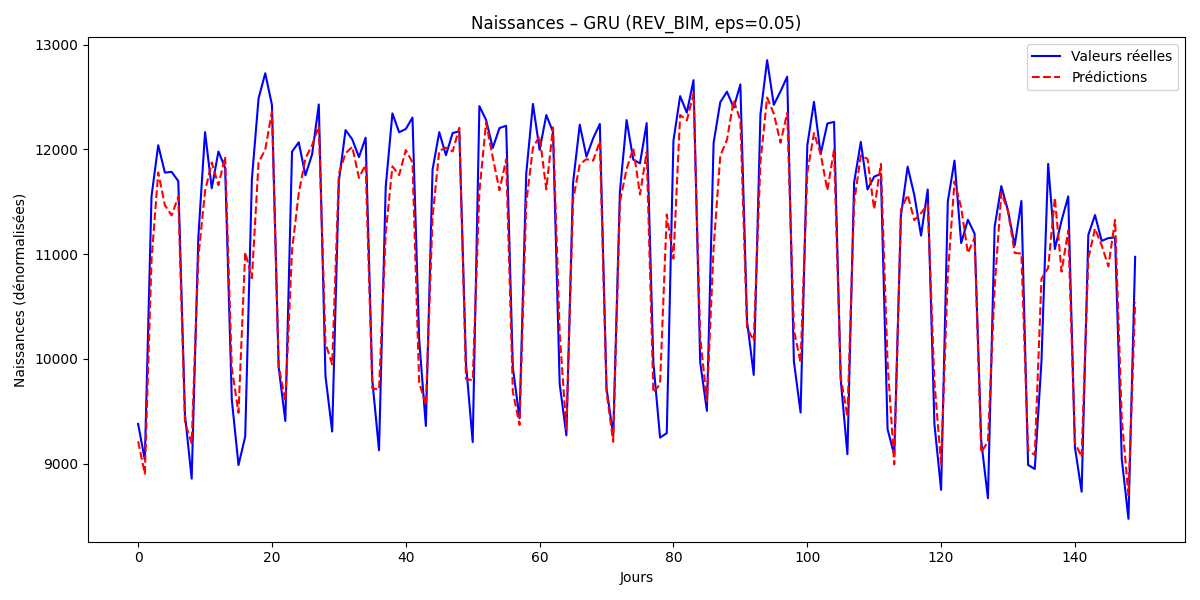 Naissances – GRU (REV_BIM, eps=0.05)
Valeurs réelles
Prédictions
Naissances (dénormalisées)
13000
12000
11000
10000
9000
0 20 40 60 80 100 120 140
Jours